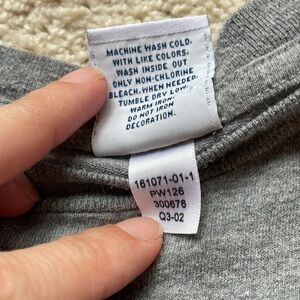 MACHINE WASH COLD,
WITH LIKE COLORS,
WASH INSIDE OUT
ONLY NON-CHLORINE
BLEACH, WHEN NEEDED.
TUMBLE DRY LOW.
WARM IRON
DO NOT IRON
DECORATION.
161071-01-1
PW126
300676
Q3-02